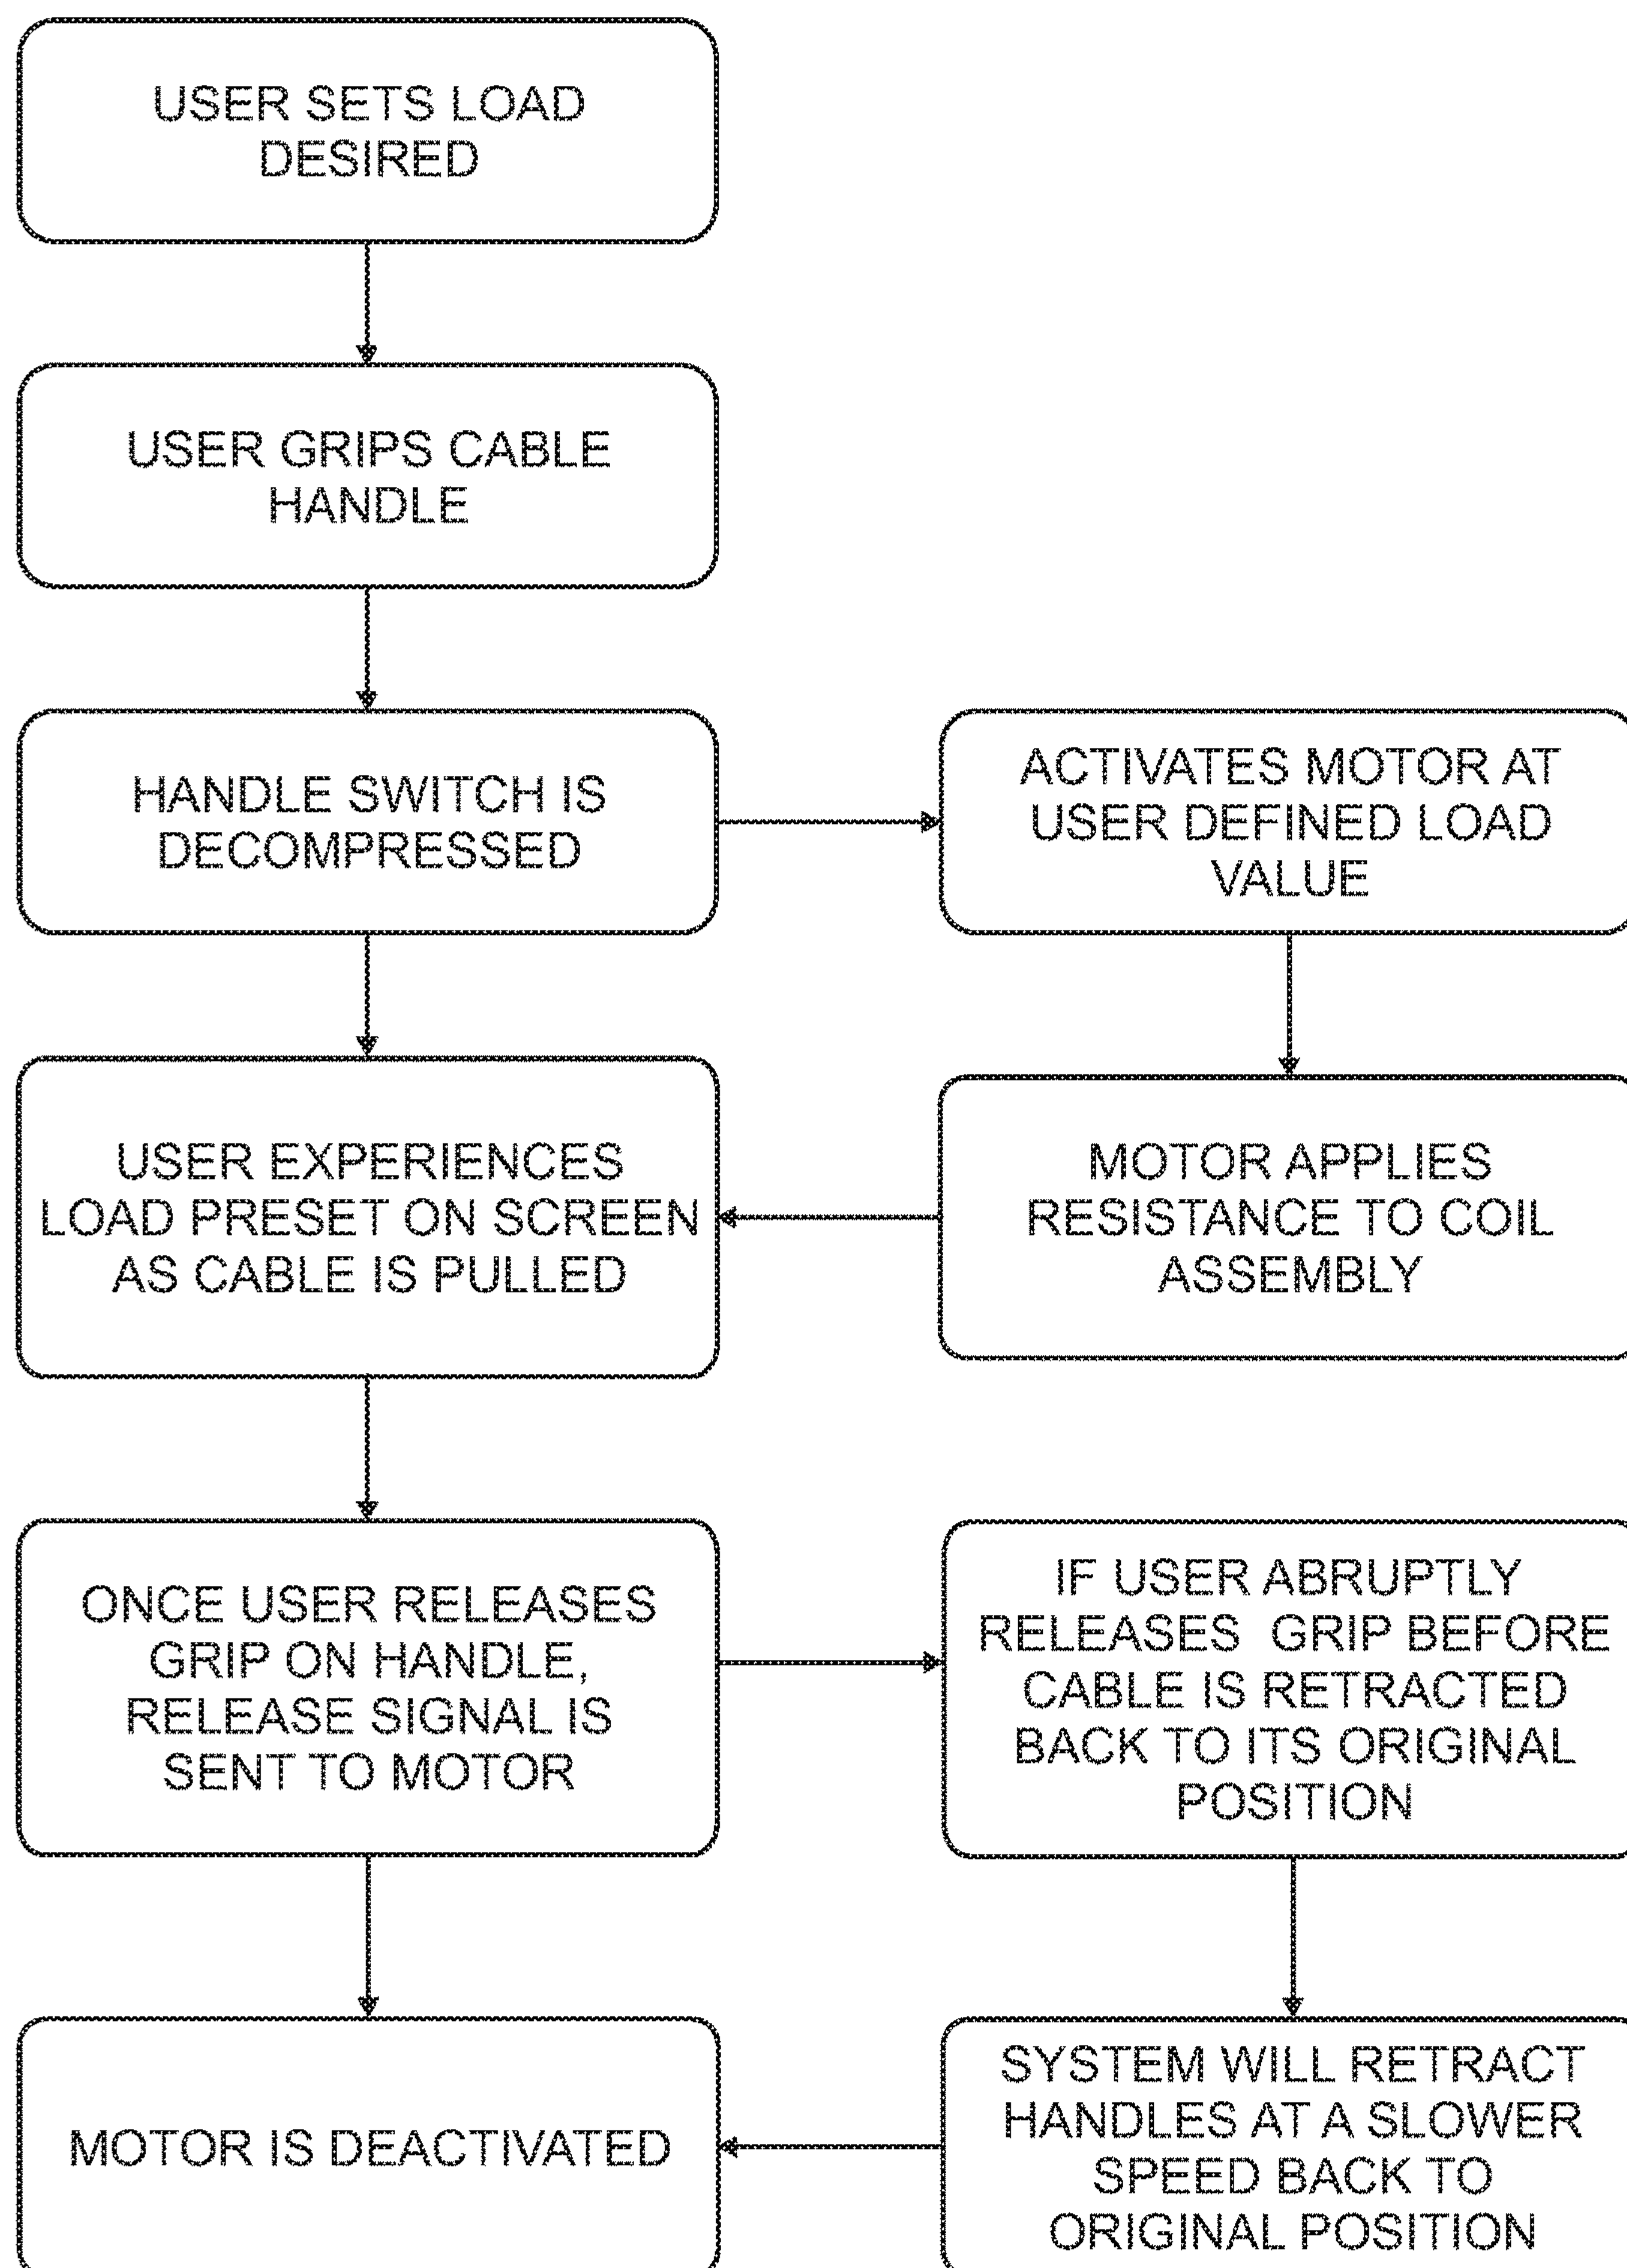 USER SETS LOAD
DESIRED
USER GRIPS CABLE
HANDLE
HANDLE SWITCH IS
DECOMPRESSED
ACTIVATES MOTOR AT
USER DEFINED LOAD
VALUE
USER EXPERIENCES
LOAD PRESET ON SCREEN
AS CABLE IS PULLED
MOTOR APPLIES
RESISTANCE TO COIL
ASSEMBLY
ONCE USER RELEASES
GRIP ON HANDLE,
RELEASE SIGNAL IS
SENT TO MOTOR
IF USER ABRUPTLY
RELEASES GRIP BEFORE
CABLE IS RETRACTED
BACK TO ITS ORIGINAL
POSITION
MOTOR IS DEACTIVATED
SYSTEM WILL RETRACT
HANDLES AT A SLOWER
SPEED BACK TO
ORIGINAL POSITION